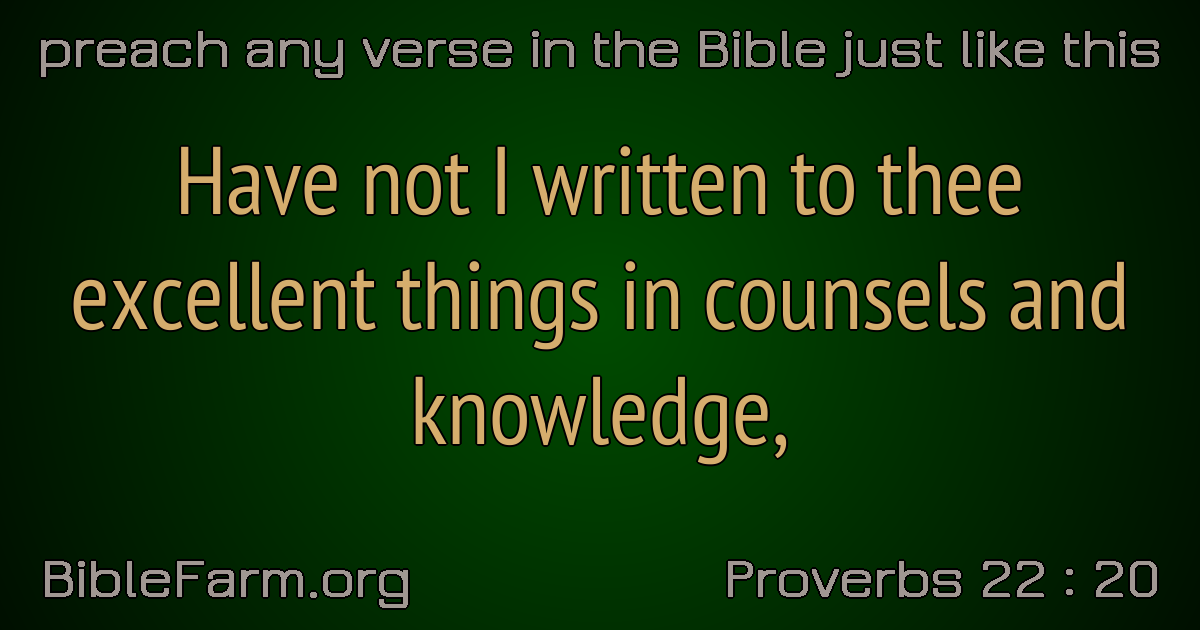 preach any verse in the Bible just like this
Have not I written to thee
excellent things in counsels and
knowledge,
BibleFarm.org
Proverbs 22 : 20